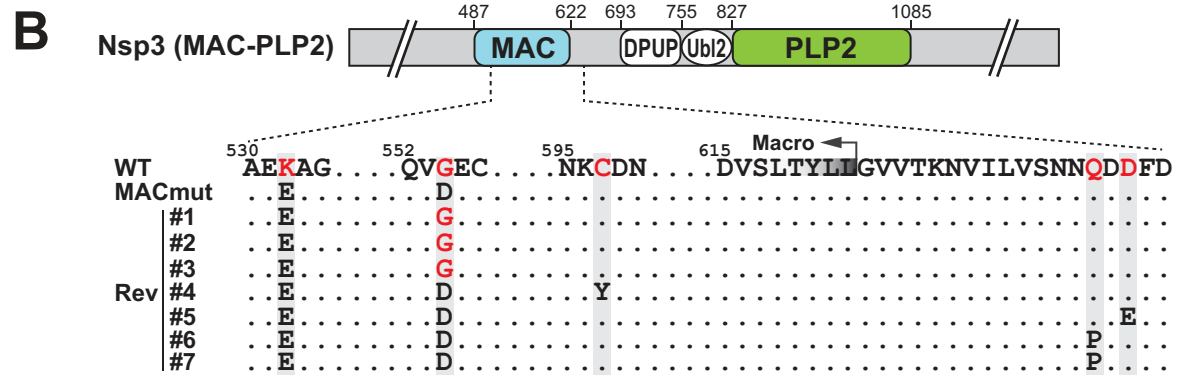 B
487 622 693 755 827 1085
Nsp3 (MAC-PLP2) MAC DPUP Ubl2 PLP2
530 552 595 615 Macro
WT AEKAG....QVGEC....NKCDN....DVSLTYLLGVVTKNVILVSNNQDDFD
MACmut ..E........D.........................................
#1 ..E........G.........................................
#2 ..E........G.........................................
#3 ..E........G.........................................
Rev #4 ..E........D........Y................................
#5 ..E........D......................................E..
#6 ..E........D....................................P....
#7 ..E........D....................................P....